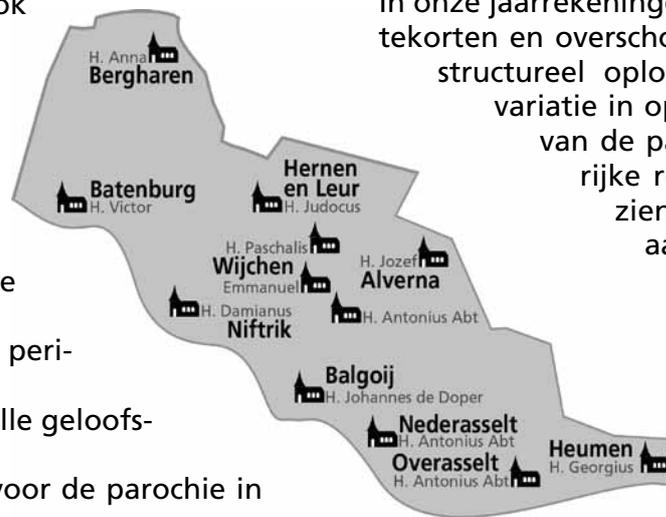 ok
In onze jaarrekeninge
tekorten en overscho
structureel oplo
variatie in op
van de pa
rijke r
zien
aa
H. Anna
Bergharen
Batenburg
H. Victor
Hernen
en Leur
H. Judocus
H. Paschalis
Wijchen
Emmanuel
H. Jozef
Alverna
H. Damianus
Niftrik
H. Antonius Abt
Balgoij
H. Johannes de Doper
Nederasselt
H. Antonius Abt
Overasselt
H. Antonius Abt
Heumen
H. Georgius
e
peri-
lle geloofs-
voor de parochie in